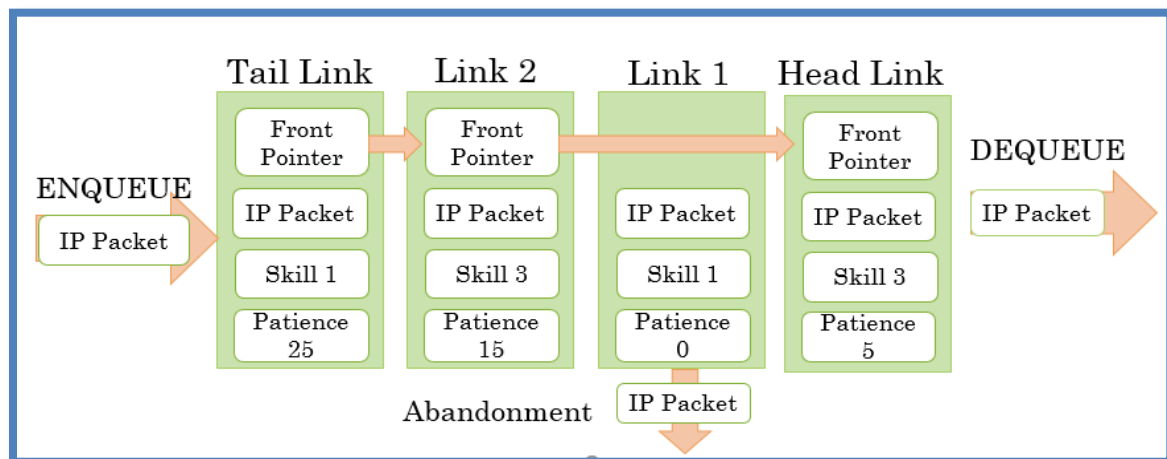 Tail Link
Link 2
Link 1
Head Link
Front
Pointer
Front
Pointer
Front
Pointer
ENQUEUE
DEQUEUE
IP Packet
IP Packet
IP Packet
IP Packet
IP Packet
IP Packet
Skill 1
Skill 3
Skill 1
Skill 3
Patience
25
Patience
15
Patience
0
Patience
5
Abandonment
IP Packet